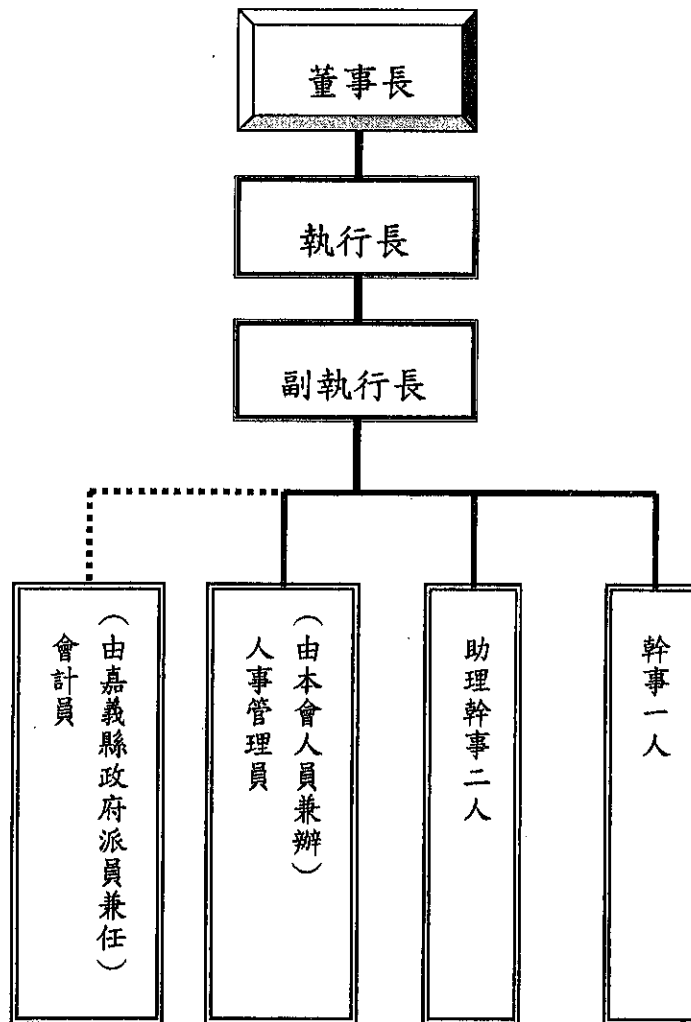 董事長
執行長
副執行長
幹事一人
助理幹事二人
（由本會人員兼辦）
人事管理員
（由嘉義縣政府派員兼任）
會計員